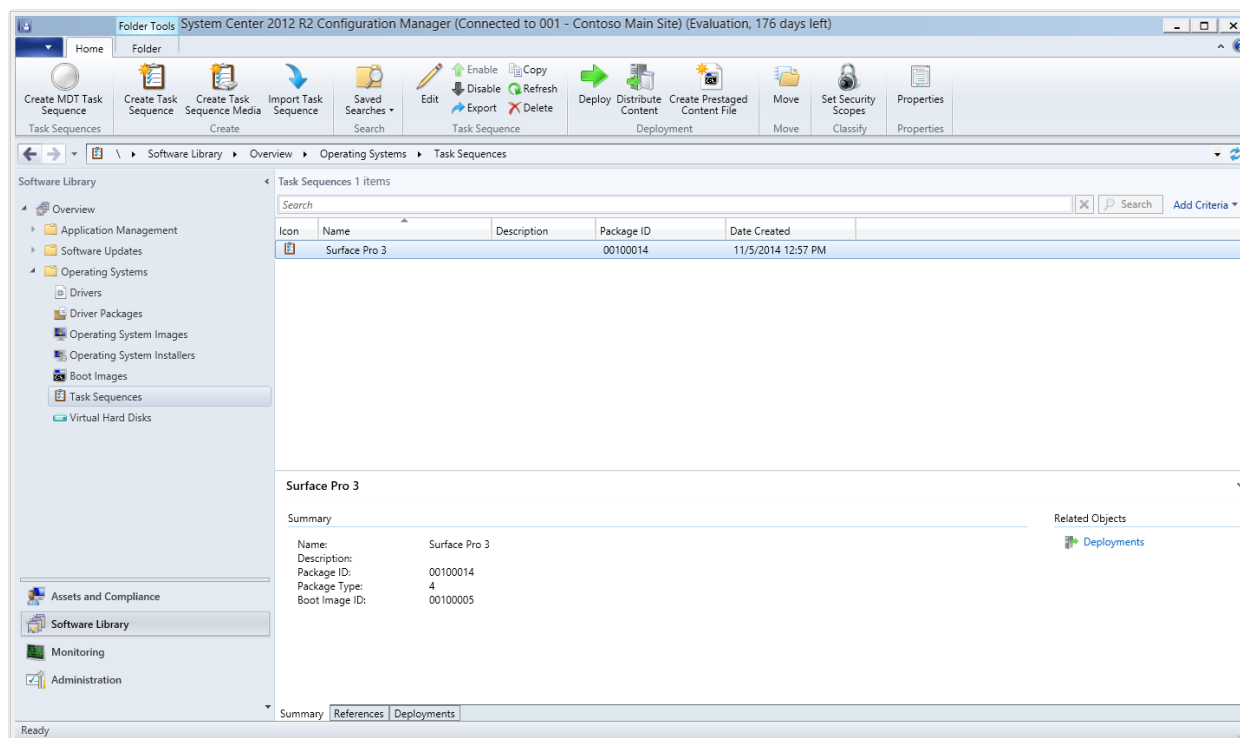 Folder Tools System Center 2012 R2 Configuration Manager (Connected to 001 - Contoso Main Site) (Evaluation, 176 days left)
Home Folder
Create MDT Task Sequence
Create Task Sequence
Create Task Sequence Media
Import Task Sequence
Saved Searches
Edit
Enable Copy
Disable Refresh
Export Delete
Deploy
Distribute Content
Create Prestaged Content File
Move
Set Security Scopes
Properties
Task Sequences Create Search Task Sequence Deployment Move Classify Properties
\ Software Library Overview Operating Systems Task Sequences
Software Library
Overview
Application Management
Software Updates
Operating Systems
Drivers
Driver Packages
Operating System Images
Operating System Installers
Boot Images
Task Sequences
Virtual Hard Disks
Assets and Compliance
Software Library
Monitoring
Administration
Task Sequences 1 items
Search Search Add Criteria
Icon Name Description Package ID Date Created
Surface Pro 3 00100014 11/5/2014 12:57 PM
Surface Pro 3
Summary
Name: Surface Pro 3
Description:
Package ID: 00100014
Package Type: 4
Boot Image ID: 00100005
Related Objects
Deployments
Summary References Deployments
Ready